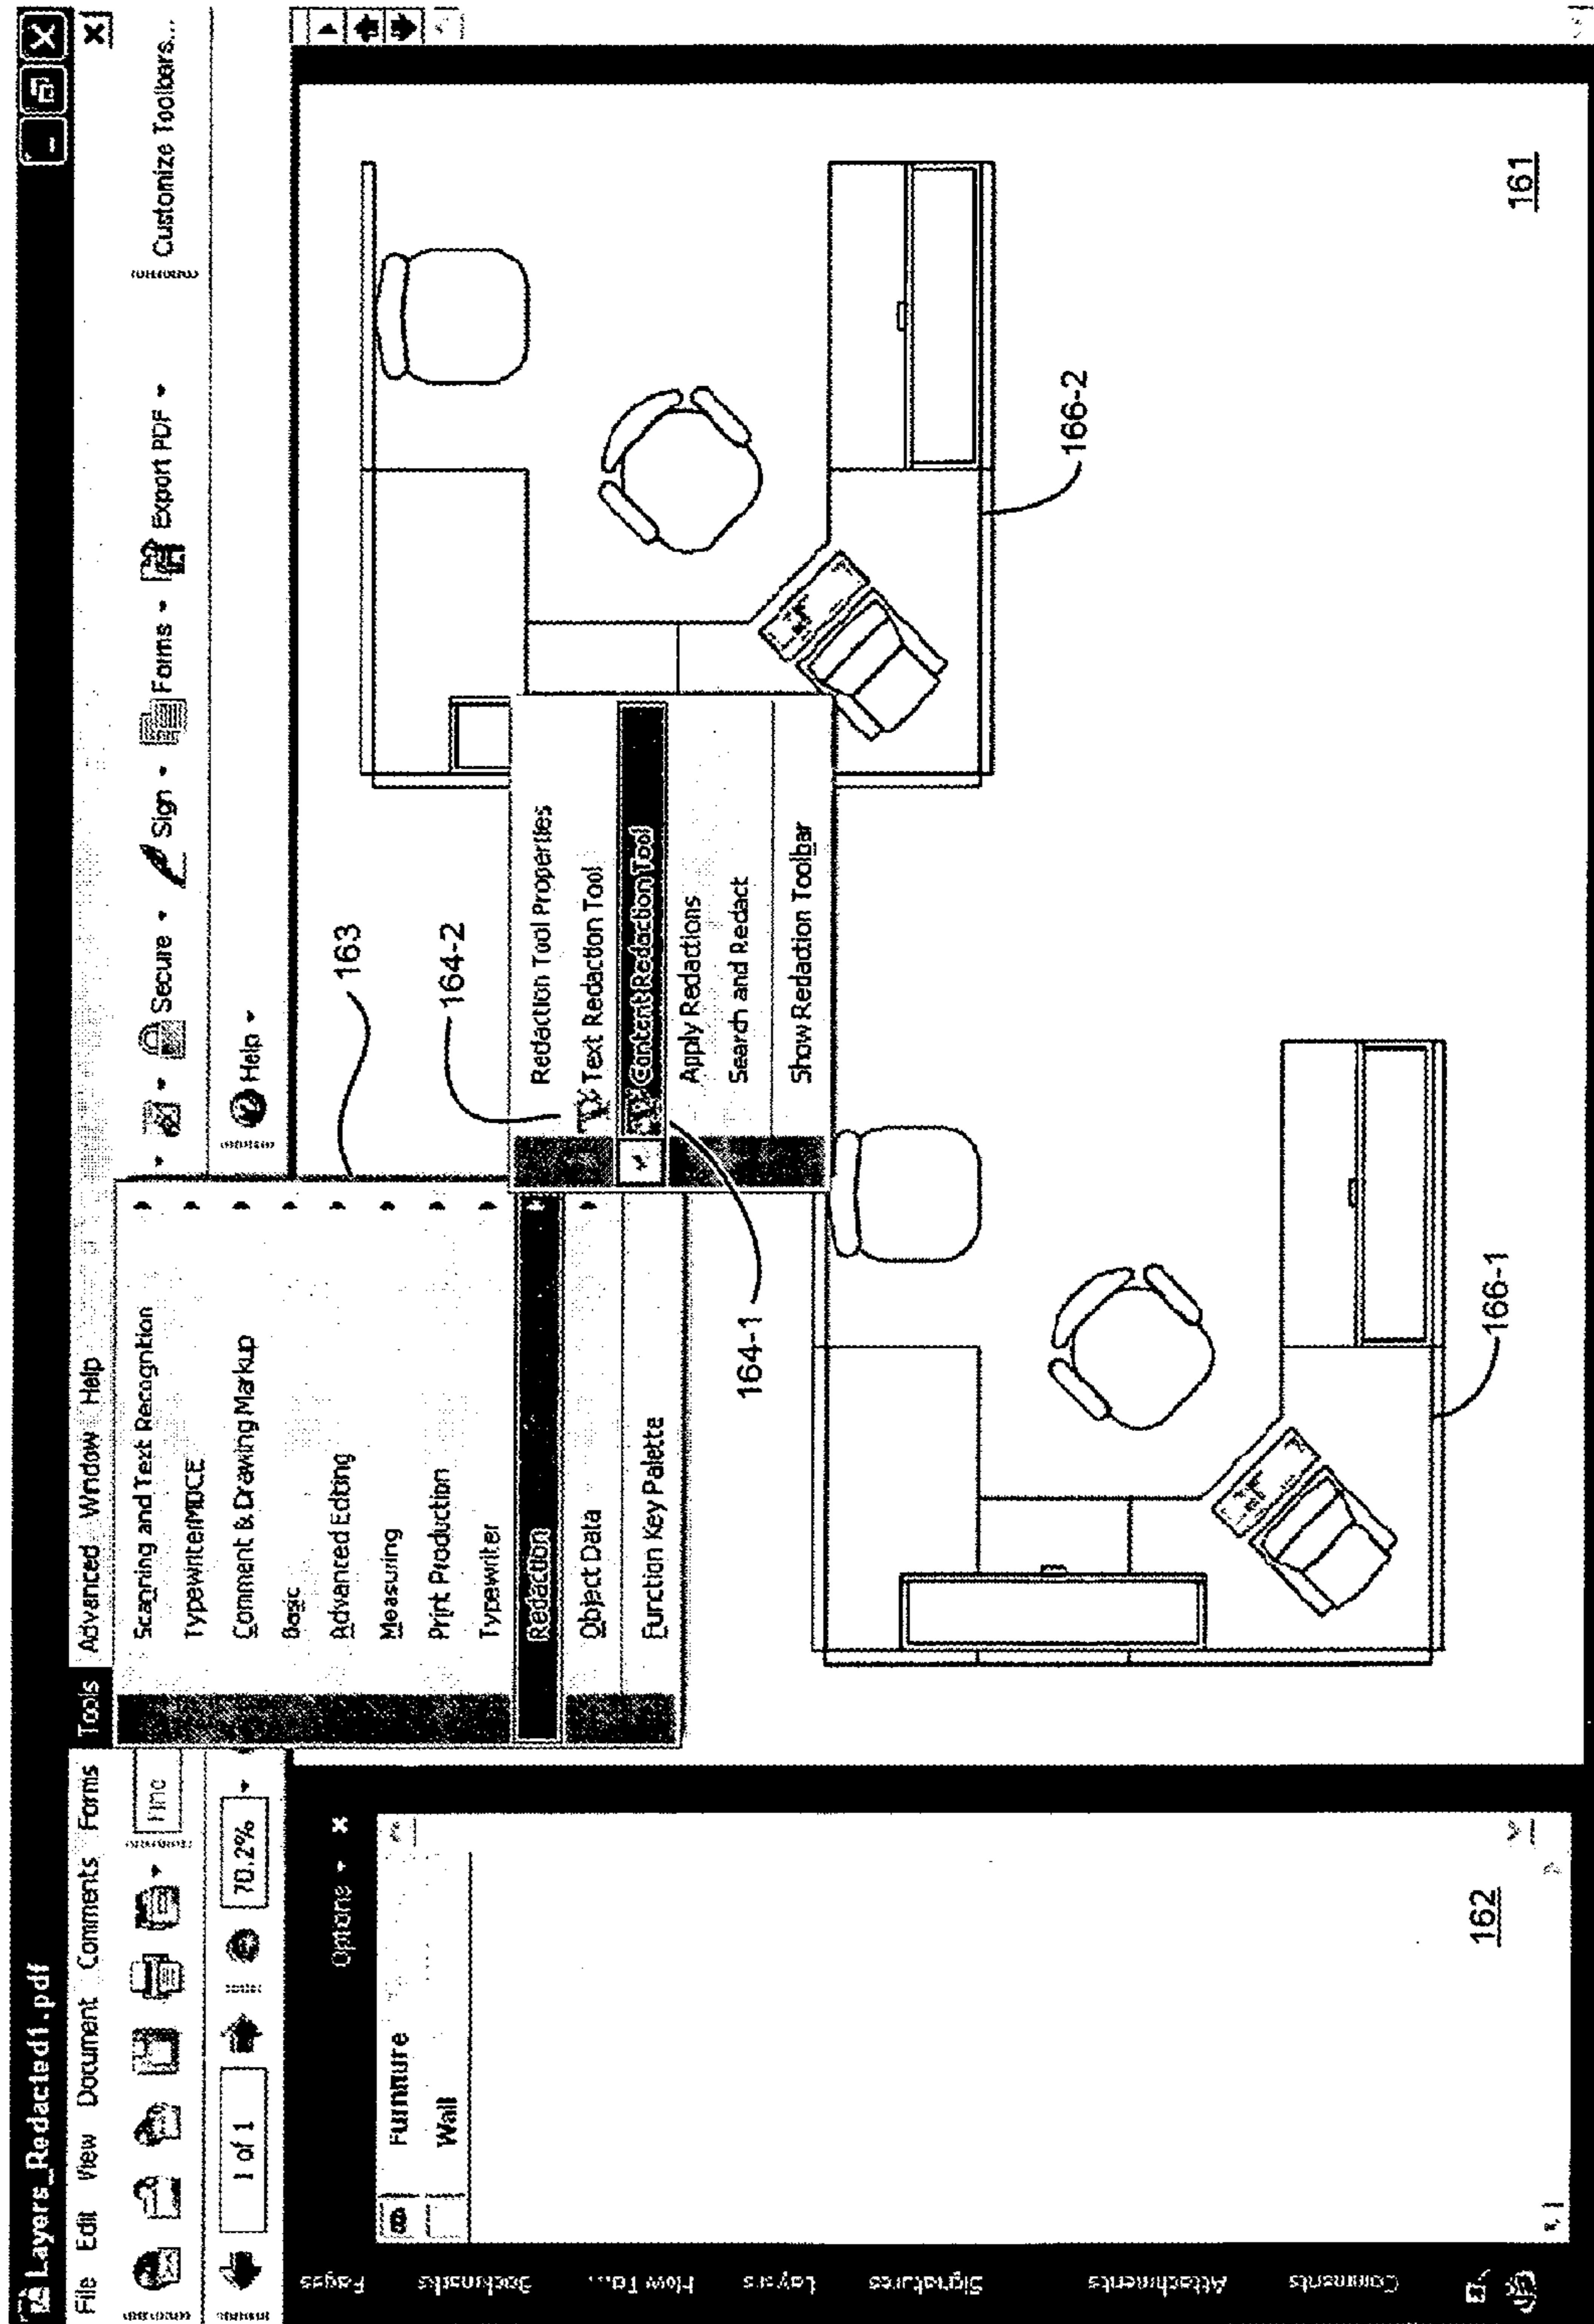 Layers_Redacted1.pdf
File Edit View Document Comments Forms Tools Advanced Window Help
Secure Sign Forms Export PDF Customize Toolbars...
1 of 1
70.2%
Help
Options
Furniture
Wall
Pages
Bookmarks
How To...
Layers
Signatures
Attachments
Comments
Scanning and Text Recognition
TypewriterMDCE
Comment & Drawing Markup
Basic
Advanced Editing
Measuring
Print Production
Typewriter
Redaction
Object Data
Function Key Palette
Redaction Tool Properties
Text Redaction Tool
Content Redaction Tool
Apply Redactions
Search and Redact
Show Redaction Toolbar
163
164-2
164-1
166-2
166-1
162
161